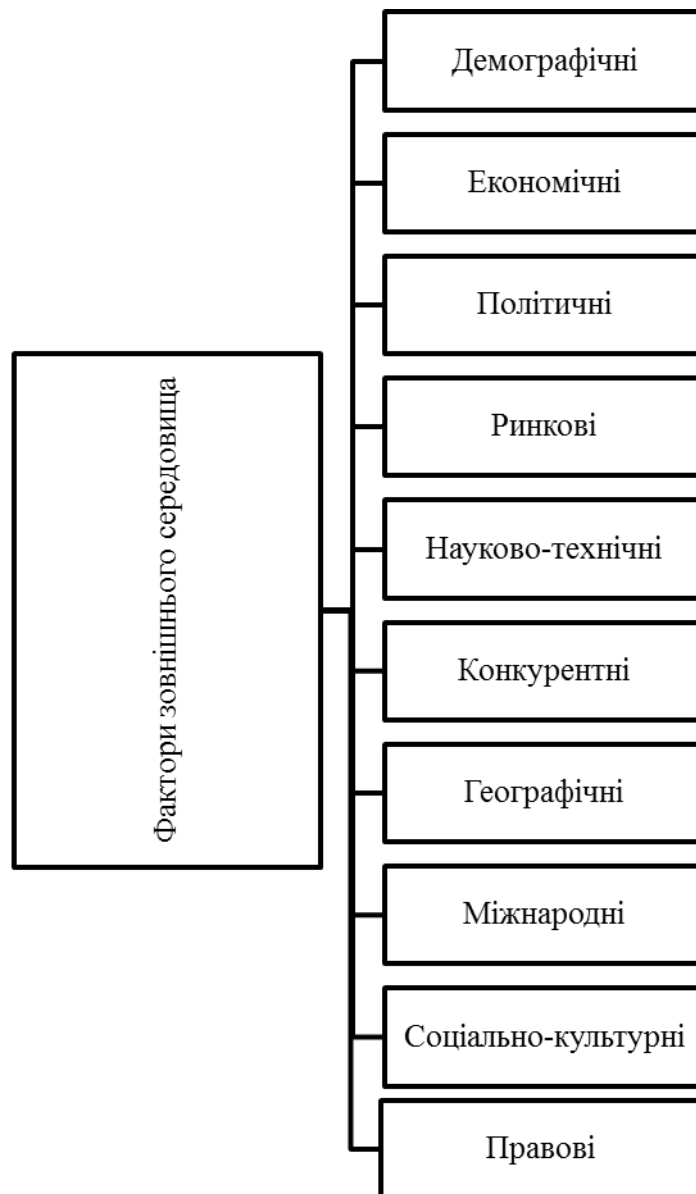 Фактори зовнішнього середовища
Демографічні
Економічні
Політичні
Ринкові
Науково-технічні
Конкурентні
Географічні
Міжнародні
Соціально-культурні
Правові